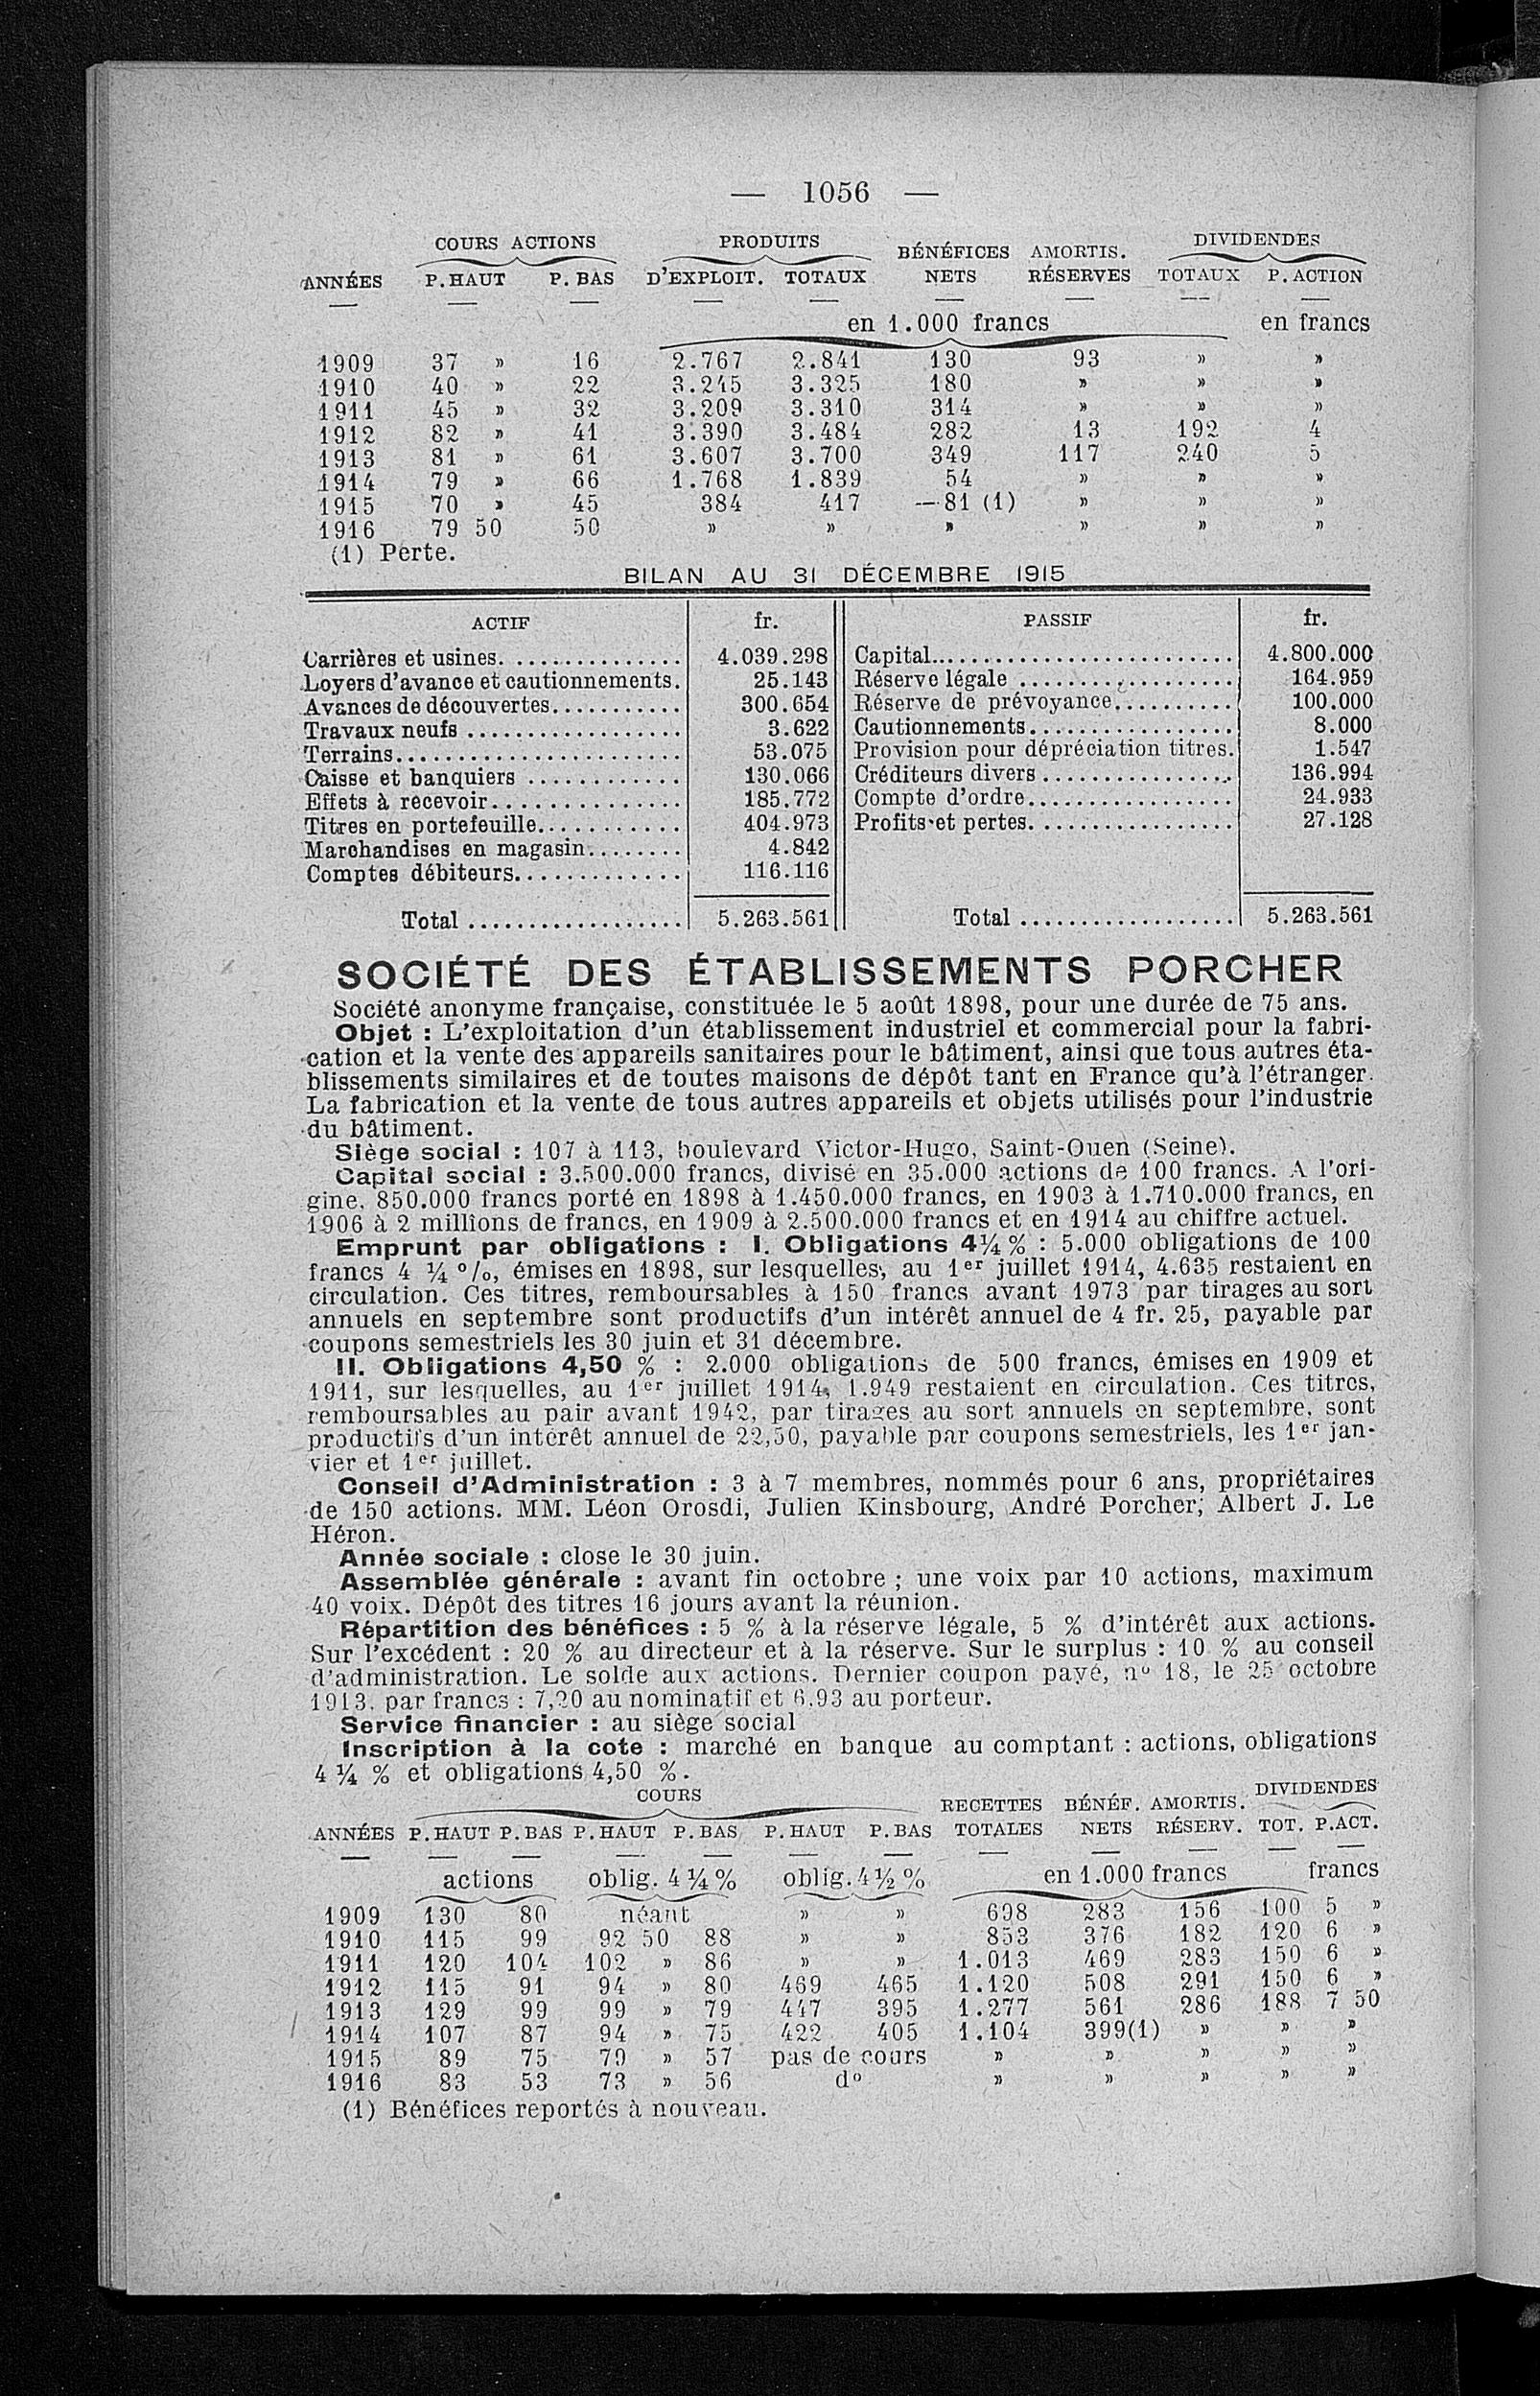 — 1056 —
COURS ACTIONS PRODUITS BÉNÉFICES AMORTIS. DIVIDENDES
ANNÉES P. HAUT P. BAS D'EXPLOIT. TOTAUX NETS RÉSERVES TOTAUX P. ACTION
en 1.000 francs en francs
1909 37 » 16 2.767 2.841 130 93 » »
1910 40 » 22 3.245 3.325 180 » » »
1911 45 » 32 3.209 3.310 314 » » »
1912 82 » 41 3.390 3.484 282 13 192 4
1913 81 » 61 3.607 3.700 349 117 240 5
1914 79 » 66 1.768 1.839 54 » » »
1915 70 » 45 384 417 —81 (1) » » »
1916 79 50 50 » » » » » »
(1) Perte.
BILAN AU 31 DÉCEMBRE 1915
ACTIF fr. PASSIF fr.
Carrières et usines............... 4.039.298 Capital......................... 4.800.000
Loyers d'avance et cautionnements. 25.143 Réserve légale .................. 164.959
Avances de découvertes........... 300.654 Réserve de prévoyance.......... 100.000
Travaux neufs .................. 3.622 Cautionnements................. 8.000
Terrains........................ 53.075 Provision pour dépréciation titres. 1.547
Caisse et banquiers ............. 130.066 Créditeurs divers................ 136.994
Effets à recevoir................ 185.772 Compte d'ordre................. 24.933
Titres en portefeuille............ 404.973 Profits et pertes................. 27.128
Marchandises en magasin........ 4.842
Comptes débiteurs.............. 116.116
Total .................. 5.263.561 Total .................. 5.263.561
SOCIÉTÉ DES ÉTABLISSEMENTS PORCHER
Société anonyme française, constituée le 5 août 1898, pour une durée de 75 ans.
Objet : L'exploitation d'un établissement industriel et commercial pour la fabri-
cation et la vente des appareils sanitaires pour le bâtiment, ainsi que tous autres éta-
blissements similaires et de toutes maisons de dépôt tant en France qu'à l'étranger.
La fabrication et la vente de tous autres appareils et objets utilisés pour l'industrie
du bâtiment.
Siège social : 107 à 113, boulevard Victor-Hugo, Saint-Ouen (Seine).
Capital social : 3.500.000 francs, divisé en 35.000 actions de 100 francs. A l'ori-
gine, 850.000 francs porté en 1898 à 1.450.000 francs, en 1903 à 1.710.000 francs, en
1906 à 2 millions de francs, en 1909 à 2.500.000 francs et en 1914 au chiffre actuel.
Emprunt par obligations : I. Obligations 4¼ % : 5.000 obligations de 100
francs 4 ¼ %, émises en 1898, sur lesquelles, au 1er juillet 1914, 4.635 restaient en
circulation. Ces titres, remboursables à 150 francs avant 1973 par tirages au sort
annuels en septembre sont productifs d'un intérêt annuel de 4 fr. 25, payable par
coupons semestriels les 30 juin et 31 décembre.
II. Obligations 4,50 % : 2.000 obligations de 500 francs, émises en 1909 et
1911, sur lesquelles, au 1er juillet 1914, 1.949 restaient en circulation. Ces titres,
remboursables au pair avant 1942, par tirages au sort annuels en septembre, sont
productifs d'un intérêt annuel de 22,50, payable par coupons semestriels, les 1er jan-
vier et 1er juillet.
Conseil d'Administration : 3 à 7 membres, nommés pour 6 ans, propriétaires
de 150 actions. MM. Léon Orosdi, Julien Kinsbourg, André Porcher, Albert J. Le
Héron.
Année sociale : close le 30 juin.
Assemblée générale : avant fin octobre ; une voix par 10 actions, maximum
40 voix. Dépôt des titres 16 jours avant la réunion.
Répartition des bénéfices : 5 % à la réserve légale, 5 % d'intérêt aux actions.
Sur l'excédent : 20 % au directeur et à la réserve. Sur le surplus : 10 % au conseil
d'administration. Le solde aux actions. Dernier coupon payé, nº 18, le 25 octobre
1913, par francs : 7,20 au nominatif et 6,93 au porteur.
Service financier : au siège social
Inscription à la cote : marché en banque au comptant : actions, obligations
4 ¼ % et obligations 4,50 %.
COURS RECETTES BÉNÉF. AMORTIS. DIVIDENDES
ANNÉES P. HAUT P. BAS P. HAUT P. BAS P. HAUT P. BAS TOTALES NETS RÉSERV. TOT. P. ACT.
actions oblig. 4 ¼ % oblig. 4 ½ % en 1.000 francs francs
1909 130 80 néant » » 698 283 156 100 5 »
1910 115 99 92 50 88 » » 853 376 182 120 6 »
1911 120 104 102 » 86 » » 1.013 469 283 150 6 »
1912 115 91 94 » 80 469 465 1.120 508 291 150 6 »
1913 129 99 99 » 79 447 395 1.277 561 286 188 7 50
1914 107 87 94 » 75 422 405 1.104 399(1) » » »
1915 89 75 79 » 57 pas de cours » » » » »
1916 83 53 73 » 56 dº » » » » »
(1) Bénéfices reportés à nouveau.